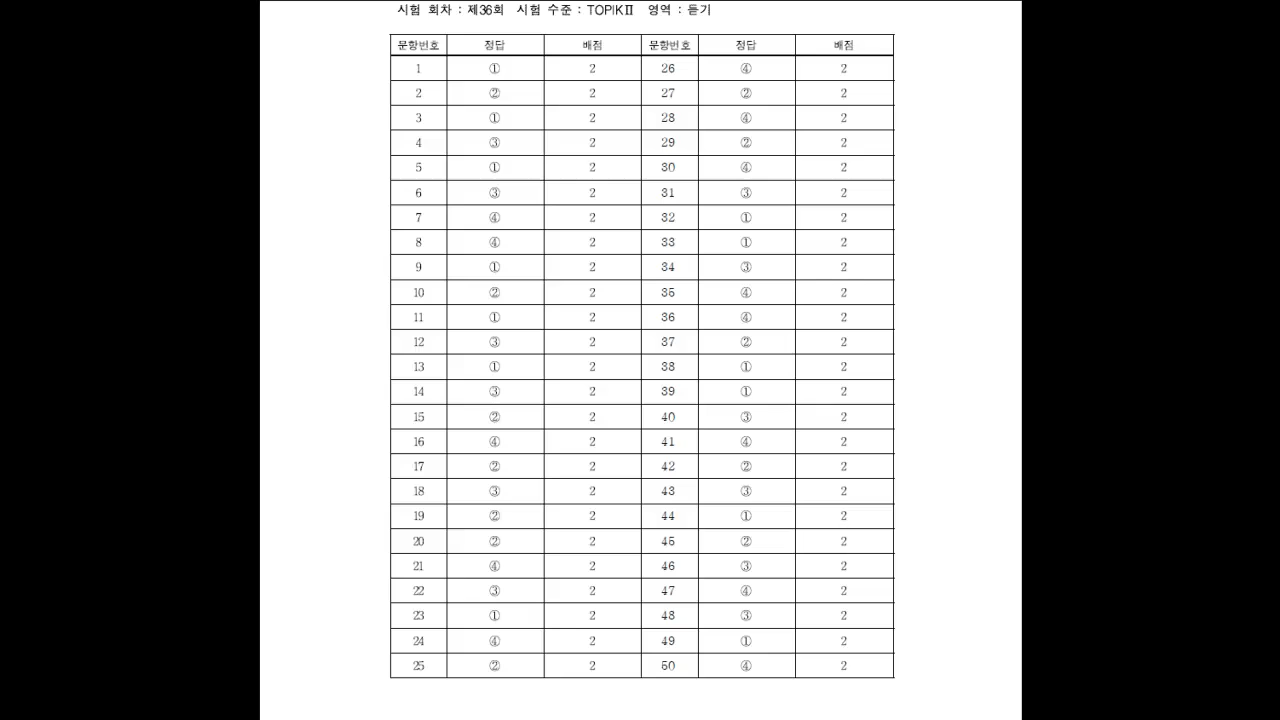 시험 회차 : 제36회 시험 수준 : TOPIKⅡ 영역 : 듣기
문항번호 정답 배점 문항번호 정답 배점
1 ① 2 26 ④ 2
2 ② 2 27 ② 2
3 ① 2 28 ④ 2
4 ③ 2 29 ② 2
5 ① 2 30 ④ 2
6 ③ 2 31 ③ 2
7 ④ 2 32 ① 2
8 ④ 2 33 ① 2
9 ① 2 34 ③ 2
10 ② 2 35 ④ 2
11 ① 2 36 ④ 2
12 ③ 2 37 ② 2
13 ① 2 38 ① 2
14 ③ 2 39 ① 2
15 ② 2 40 ③ 2
16 ④ 2 41 ④ 2
17 ② 2 42 ② 2
18 ③ 2 43 ③ 2
19 ② 2 44 ① 2
20 ② 2 45 ② 2
21 ④ 2 46 ③ 2
22 ③ 2 47 ④ 2
23 ① 2 48 ③ 2
24 ④ 2 49 ① 2
25 ② 2 50 ④ 2